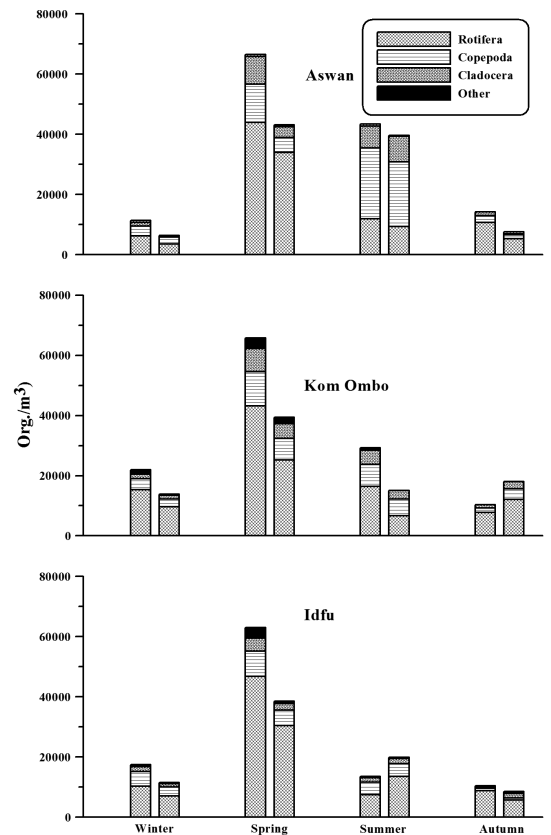 80000
60000
40000
20000
0
Aswan
Rotifera
Copepoda
Cladocera
Other
80000
60000
40000
20000
0
Kom Ombo
Org./m³)
80000
60000
40000
20000
0
Idfu
Winter
Spring
Summer
Autumn